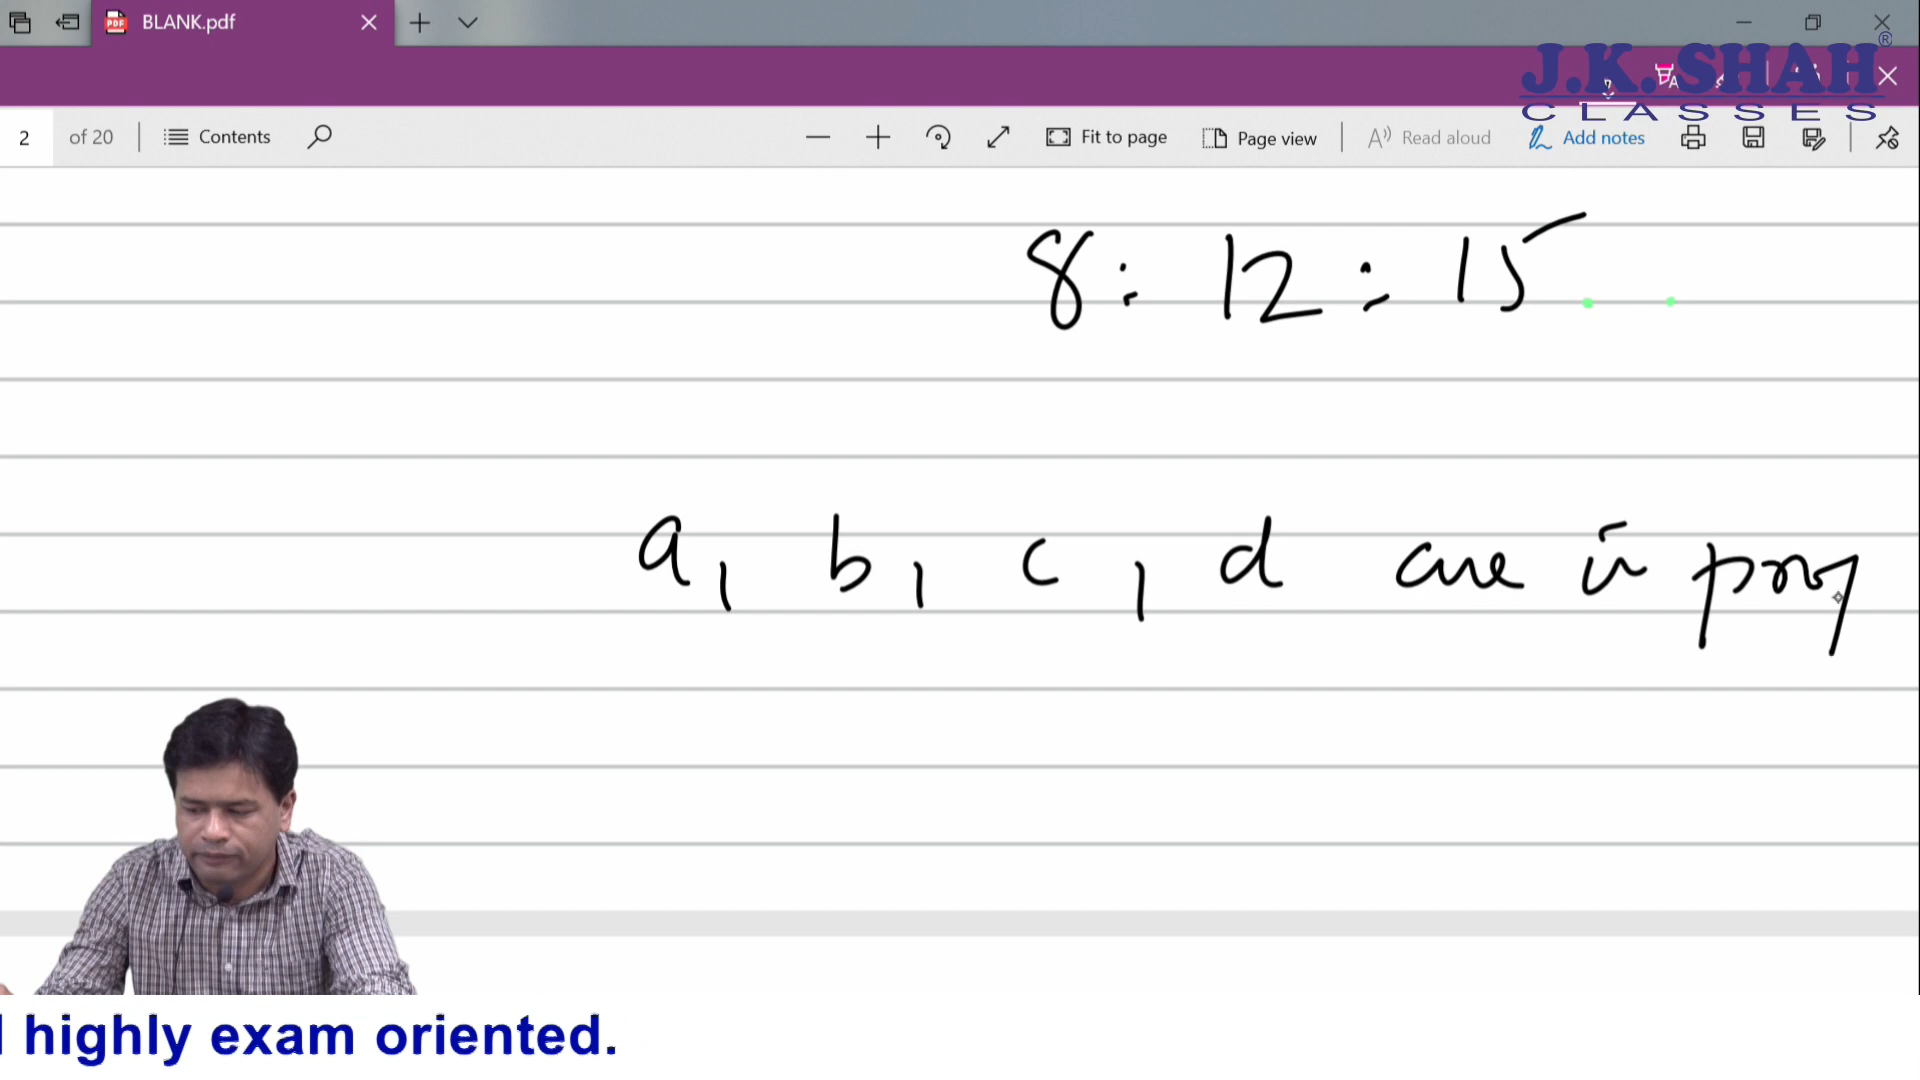 BLANK.pdf
J.K.SHAH®
CLASSES
2 of 20 Contents Fit to page Page view Read aloud Add notes
8 : 12 : 15
a, b, c, d are in prop
highly exam oriented.